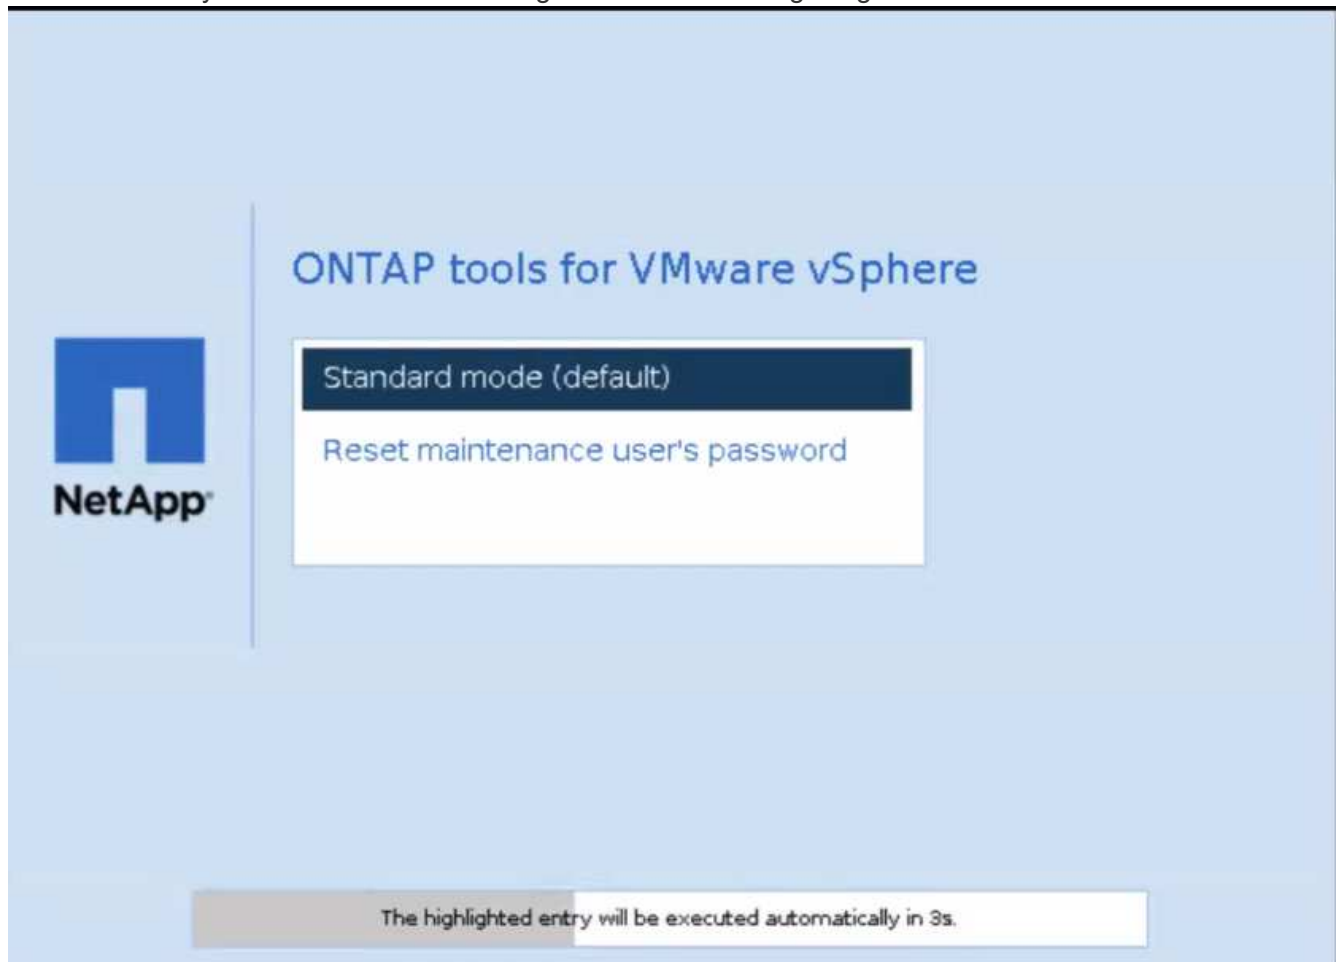 ONTAP tools for VMware vSphere
Standard mode (default)
Reset maintenance user's password
NetApp®
The highlighted entry will be executed automatically in 3s.